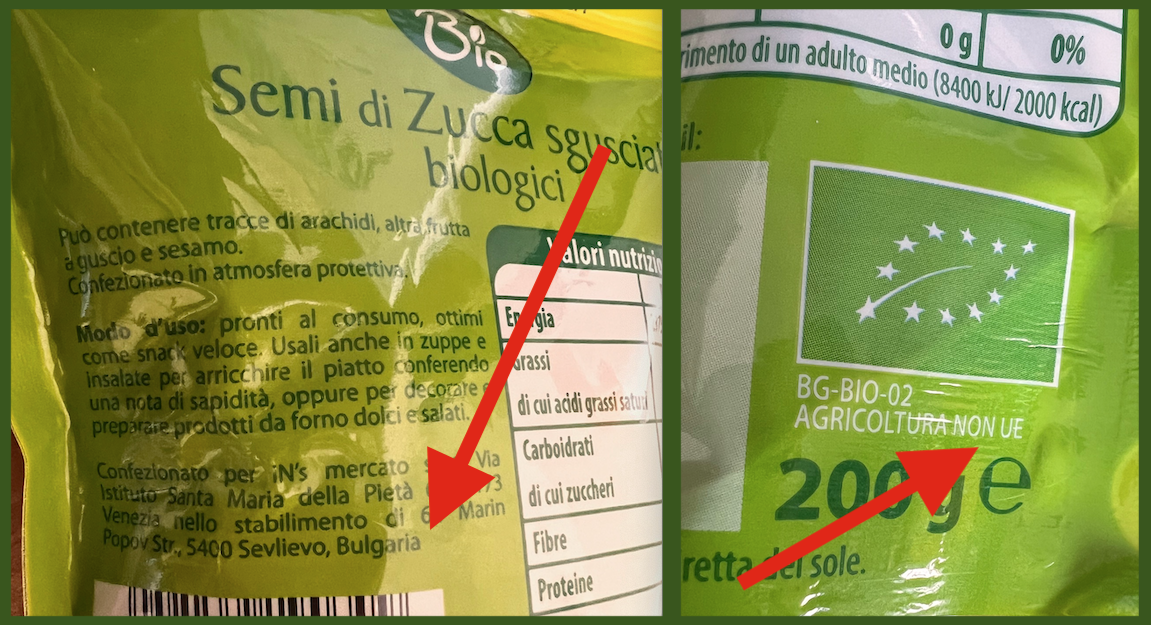 Bio
Semi di Zucca sgusciat
biologici
Può contenere tracce di arachidi, altra frutta
a guscio e sesamo.
Confezionato in atmosfera protettiva.
Modo d'uso: pronti al consumo, ottimi
come snack veloce. Usali anche in zuppe e
insalate per arricchire il piatto conferendo
una nota di sapidità, oppure per decorare e
preparare prodotti da forno dolci e salati.
Confezionato per iN's mercato Via
Istituto Santa Maria della Pietà
Venezia nello stabilimento di 6 Marin
Popov Str., 5400 Sevlievo, Bulgaria
Valori nutrizio
Energia
Grassi
di cui acidi grassi saturi
Carboidrati
di cui zuccheri
Fibre
Proteine
0 g 0%
rimento di un adulto medio (8400 kJ/ 2000 kcal)
il:
BG-BIO-02
AGRICOLTURA NON UE
200 g e
retta del sole.